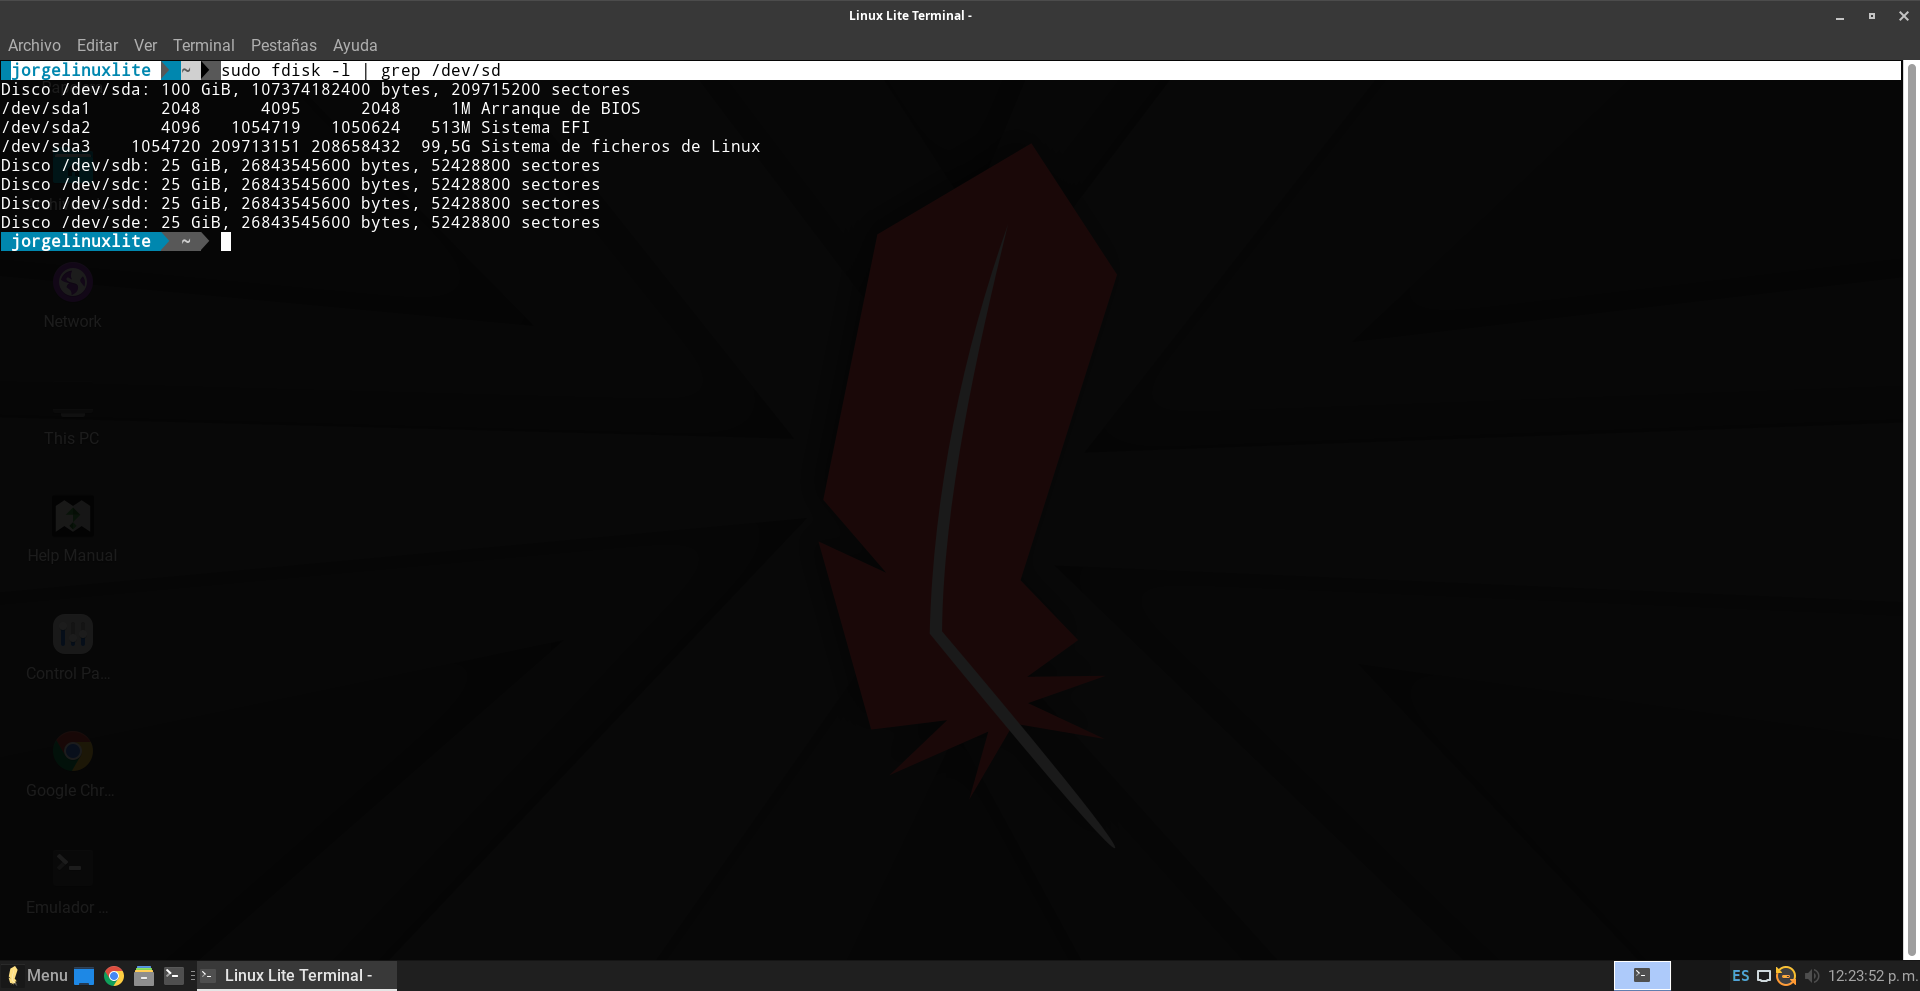 Linux Lite Terminal -
Archivo Editar Ver Terminal Pestañas Ayuda
jorgelinuxlite ~ sudo fdisk -l | grep /dev/sd
Disco /dev/sda: 100 GiB, 107374182400 bytes, 209715200 sectores
/dev/sda1 2048 4095 2048 1M Arranque de BIOS
/dev/sda2 4096 1054719 1050624 513M Sistema EFI
/dev/sda3 1054720 209713151 208658432 99,5G Sistema de ficheros de Linux
Disco /dev/sdb: 25 GiB, 26843545600 bytes, 52428800 sectores
Disco /dev/sdc: 25 GiB, 26843545600 bytes, 52428800 sectores
Disco /dev/sdd: 25 GiB, 26843545600 bytes, 52428800 sectores
Disco /dev/sde: 25 GiB, 26843545600 bytes, 52428800 sectores
jorgelinuxlite ~
Network
This PC
Help Manual
Control Pa...
Google Chr...
Emulador ...
Menu Linux Lite Terminal - ES 12:23:52 p. m.